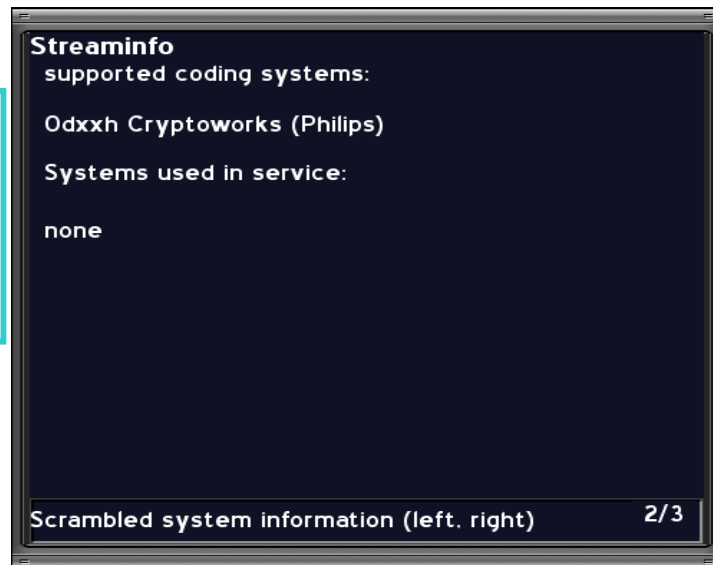 Streaminfo
supported coding systems:
0dxxh Cryptoworks (Philips)
Systems used in service:
none
Scrambled system information (left, right) 2/3